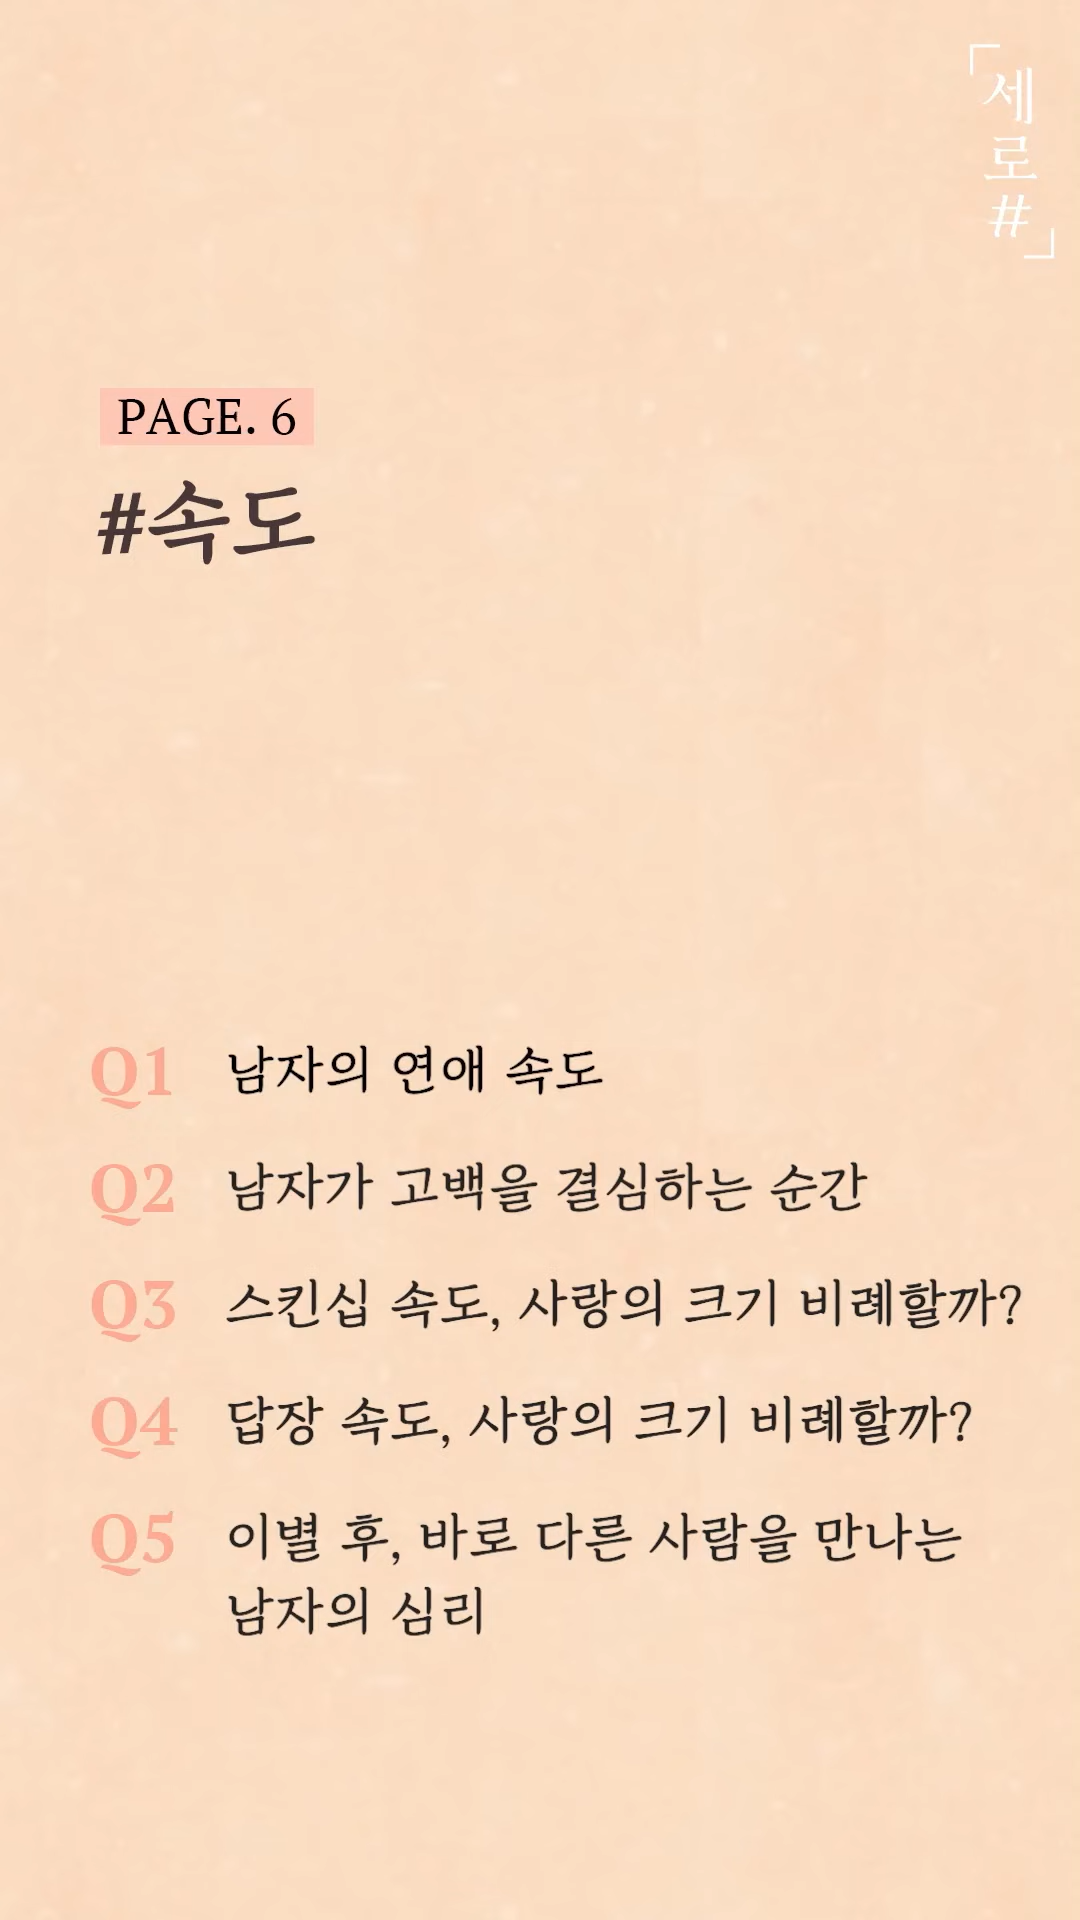 세로#
PAGE. 6
#속도
Q1 남자의 연애 속도
Q2 남자가 고백을 결심하는 순간
Q3 스킨십 속도, 사랑의 크기 비례할까?
Q4 답장 속도, 사랑의 크기 비례할까?
Q5 이별 후, 바로 다른 사람을 만나는
남자의 심리